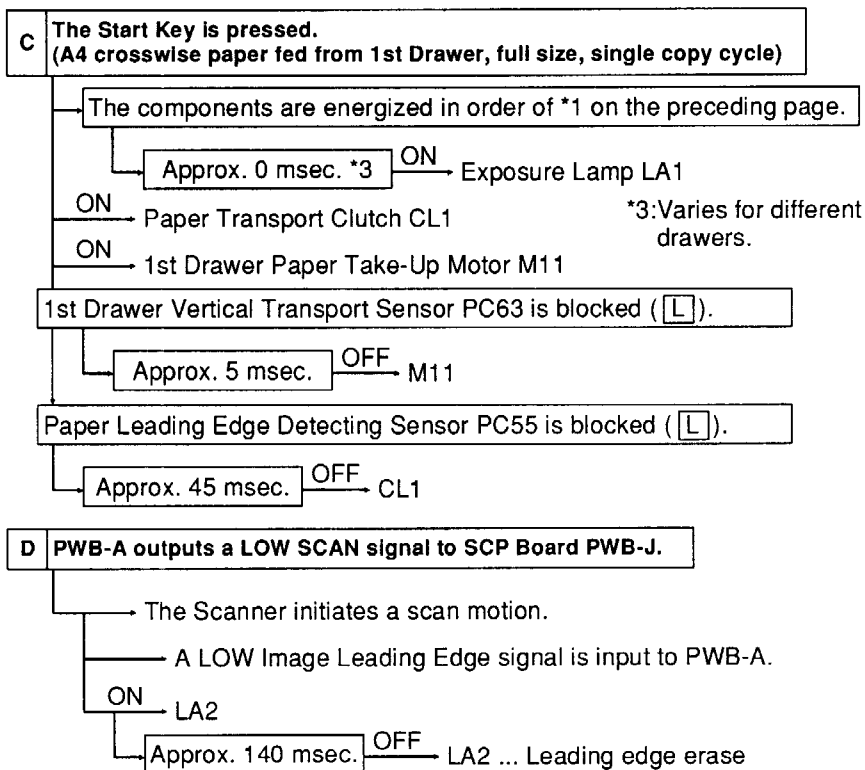 C The Start Key is pressed.
(A4 crosswise paper fed from 1st Drawer, full size, single copy cycle)
The components are energized in order of *1 on the preceding page.
Approx. 0 msec. *3 ON Exposure Lamp LA1
ON Paper Transport Clutch CL1
*3:Varies for different
drawers.
ON 1st Drawer Paper Take-Up Motor M11
1st Drawer Vertical Transport Sensor PC63 is blocked ( L ).
Approx. 5 msec. OFF M11
Paper Leading Edge Detecting Sensor PC55 is blocked ( L ).
Approx. 45 msec. OFF CL1
D PWB-A outputs a LOW SCAN signal to SCP Board PWB-J.
The Scanner initiates a scan motion.
A LOW Image Leading Edge signal is input to PWB-A.
ON LA2
Approx. 140 msec. OFF LA2 ... Leading edge erase